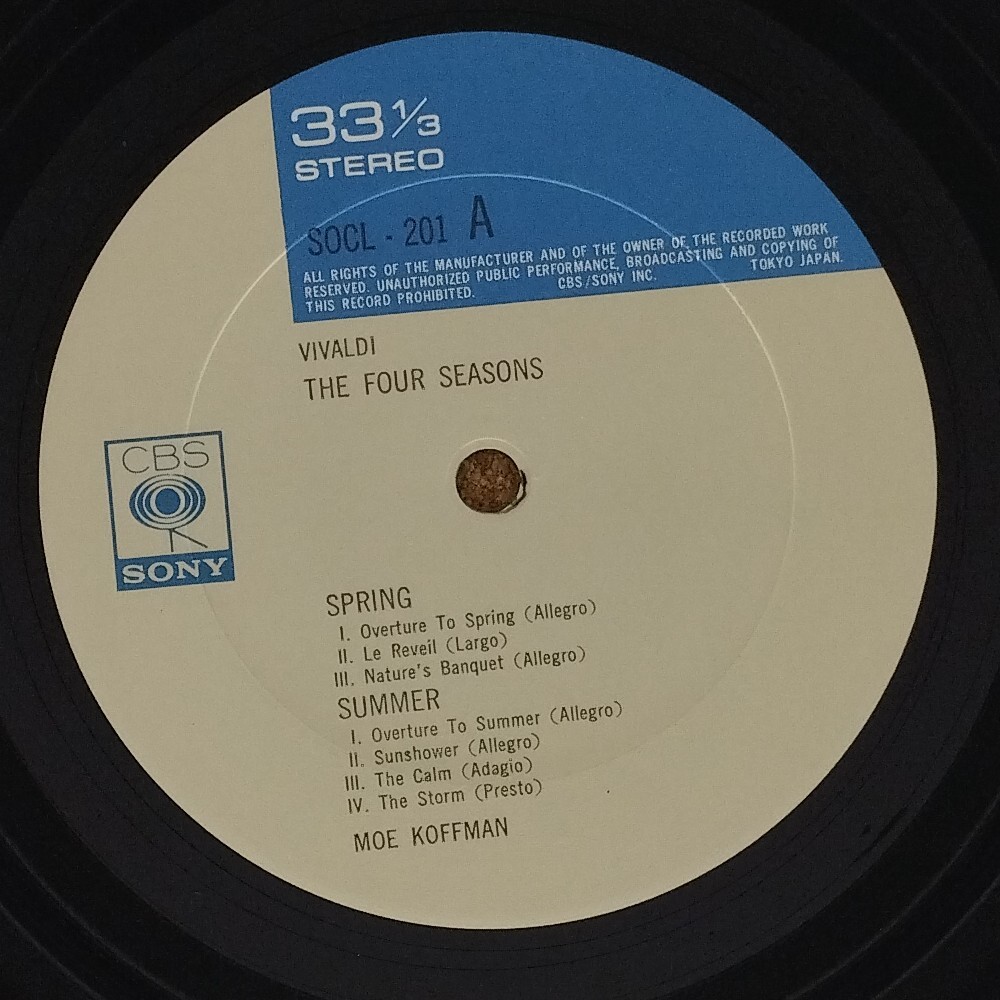 33 1/3
STEREO
SOCL - 201 A
ALL RIGHTS OF THE MANUFACTURER AND OF THE OWNER OF THE RECORDED WORK
RESERVED. UNAUTHORIZED PUBLIC PERFORMANCE, BROADCASTING AND COPYING OF
THIS RECORD PROHIBITED. CBS/SONY INC. TOKYO JAPAN.
VIVALDI
THE FOUR SEASONS
CBS
SONY
SPRING
I. Overture To Spring (Allegro)
II. Le Reveil (Largo)
III. Nature's Banquet (Allegro)
SUMMER
I. Overture To Summer (Allegro)
II. Sunshower (Allegro)
III. The Calm (Adagio)
IV. The Storm (Presto)
MOE KOFFMAN